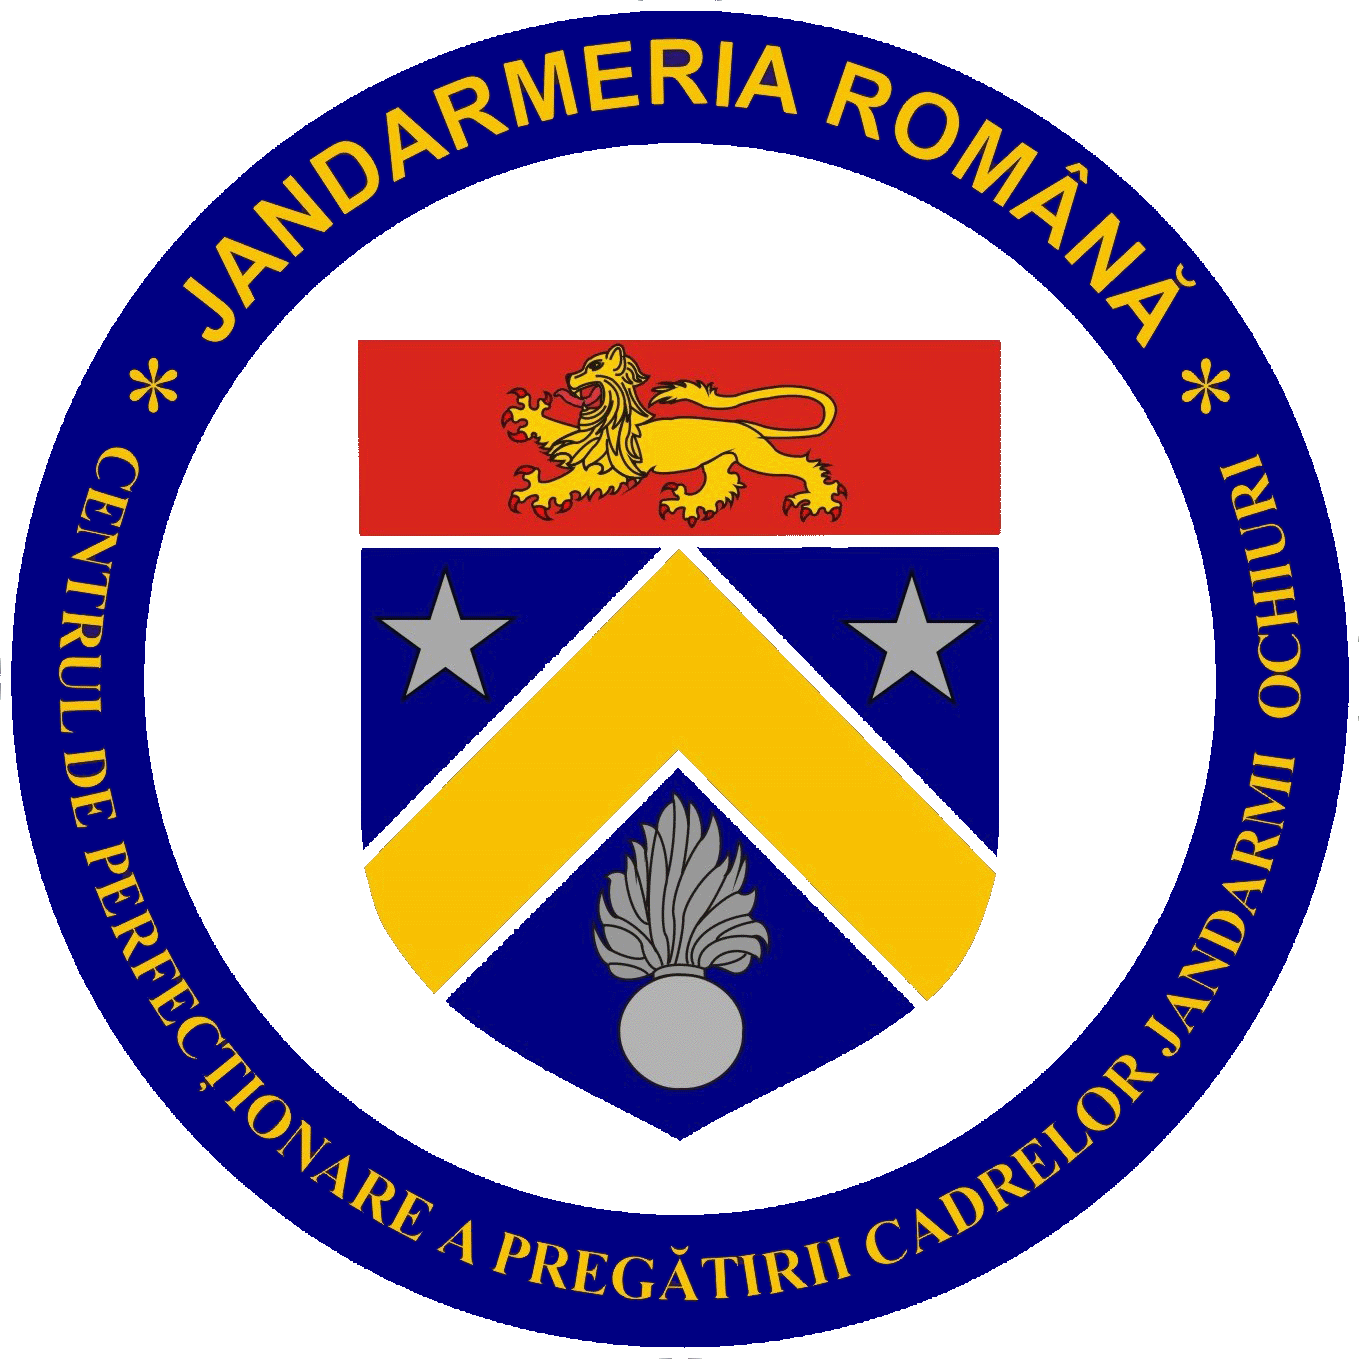 JANDARMERIA ROMÂNĂ
CENTRUL DE PERFECȚIONARE A PREGĂTIRII CADRELOR JANDARMI OCHIURI